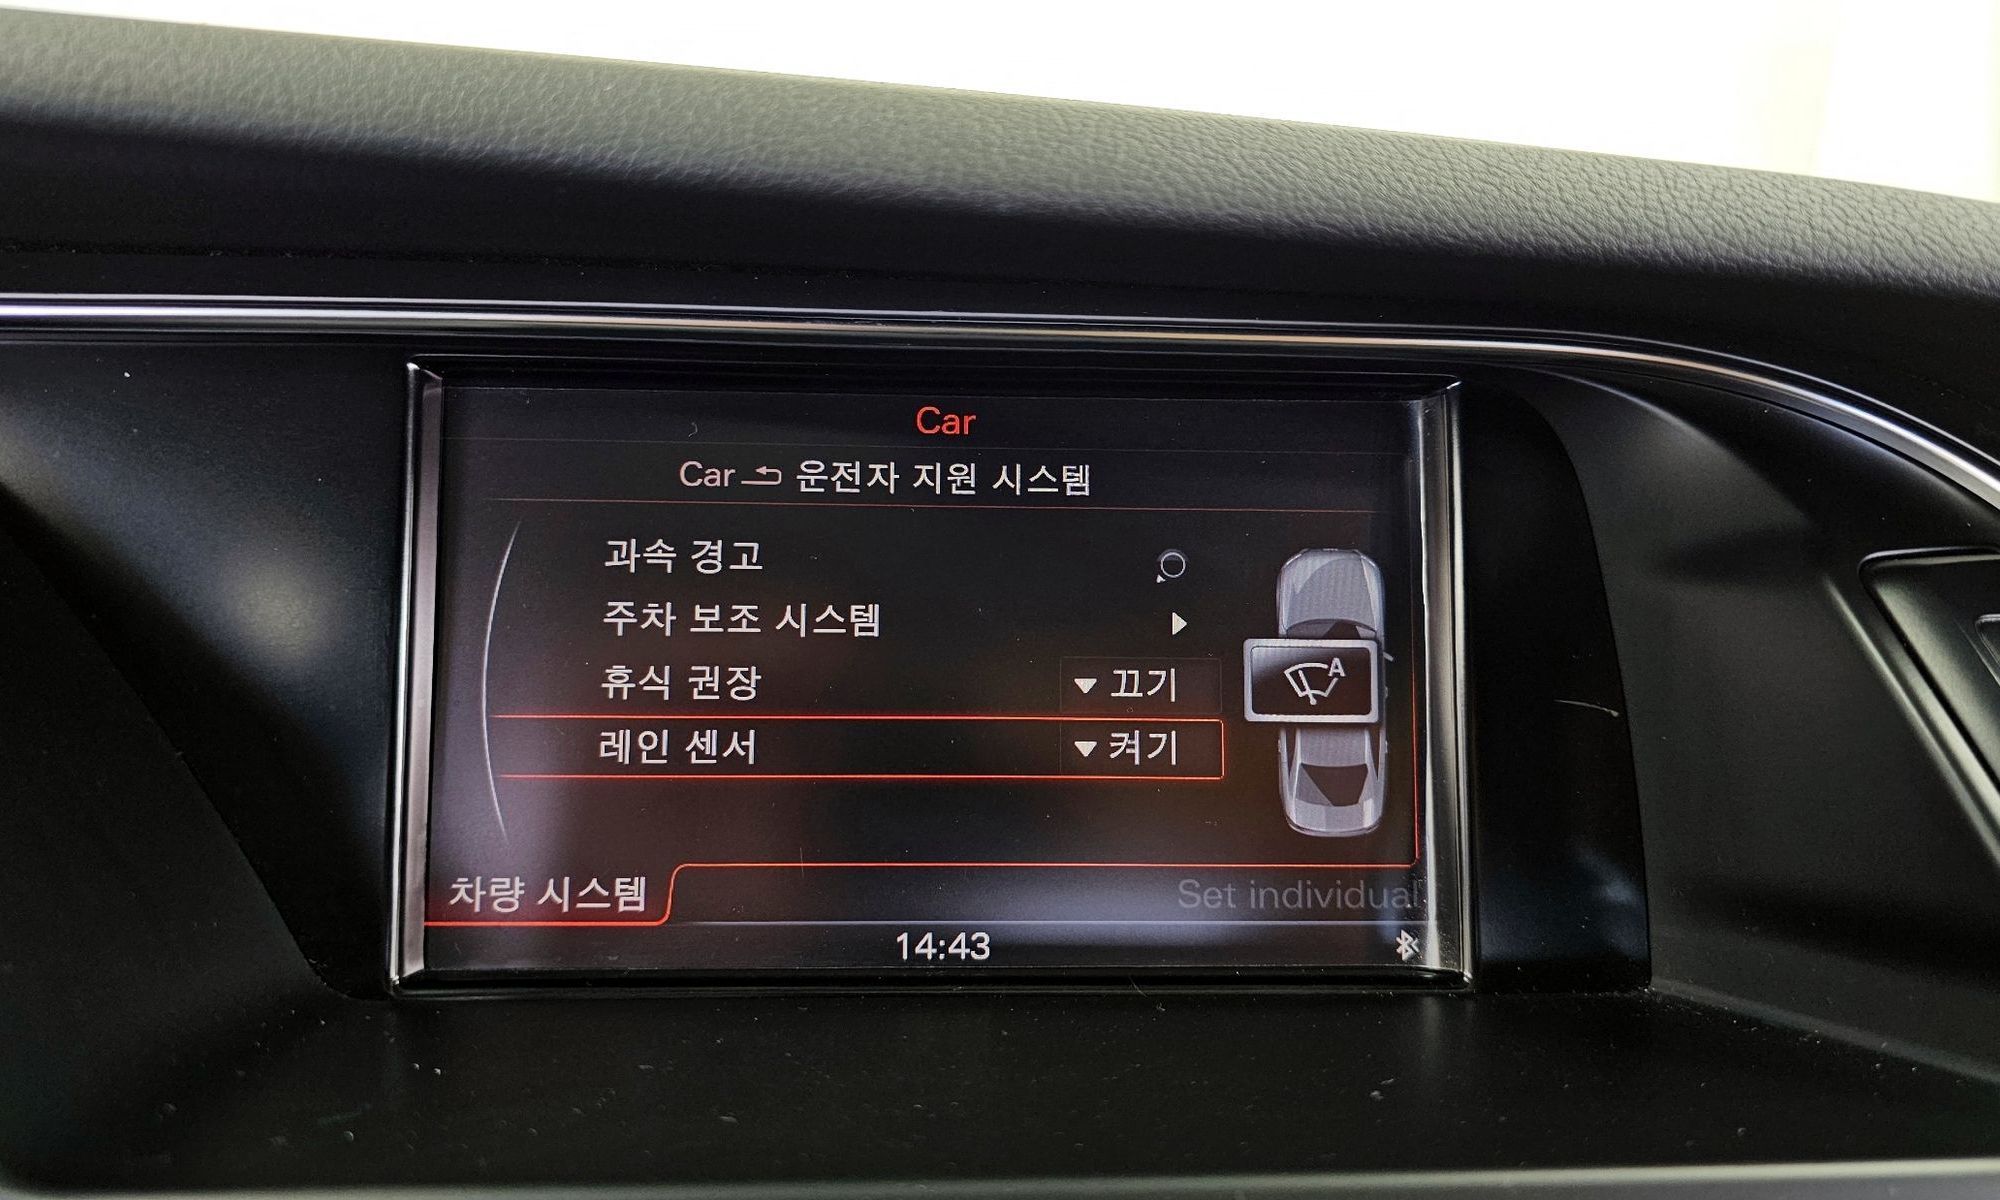 Car
Car 운전자 지원 시스템
과속 경고
주차 보조 시스템
휴식 권장 끄기
레인 센서 켜기
A
차량 시스템 Set individual
14:43